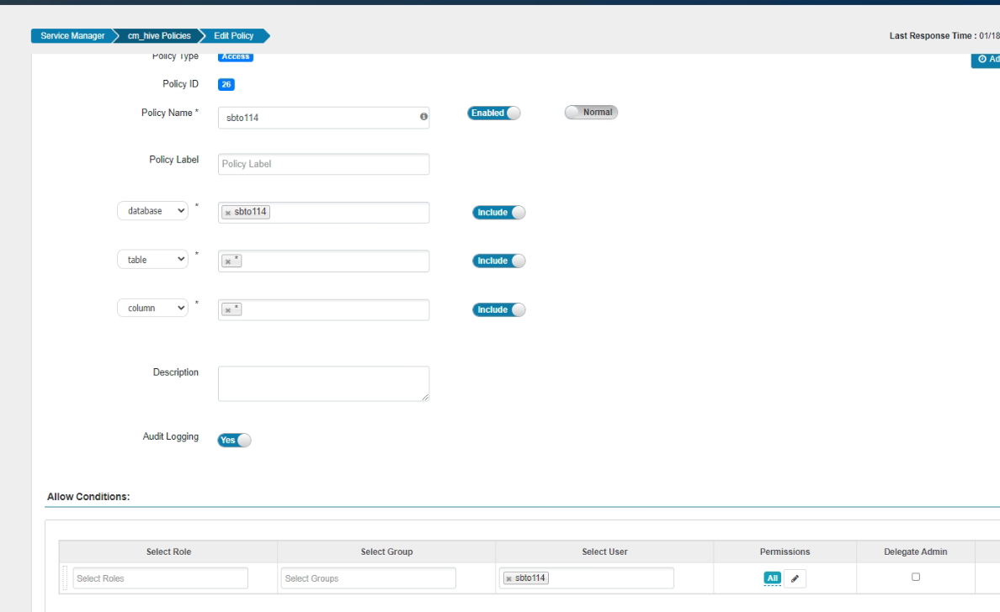 Service Manager cm_hive Policies Edit Policy Last Response Time : 01/18
Policy Type Access Ad
Policy ID 26
Policy Name * sbto114 Enabled Normal
Policy Label Policy Label
database * × sbto114 Include
table * × * Include
column * × * Include
Description
Audit Logging Yes
Allow Conditions:
Select Role Select Group Select User Permissions Delegate Admin
Select Roles Select Groups × sbto114 All